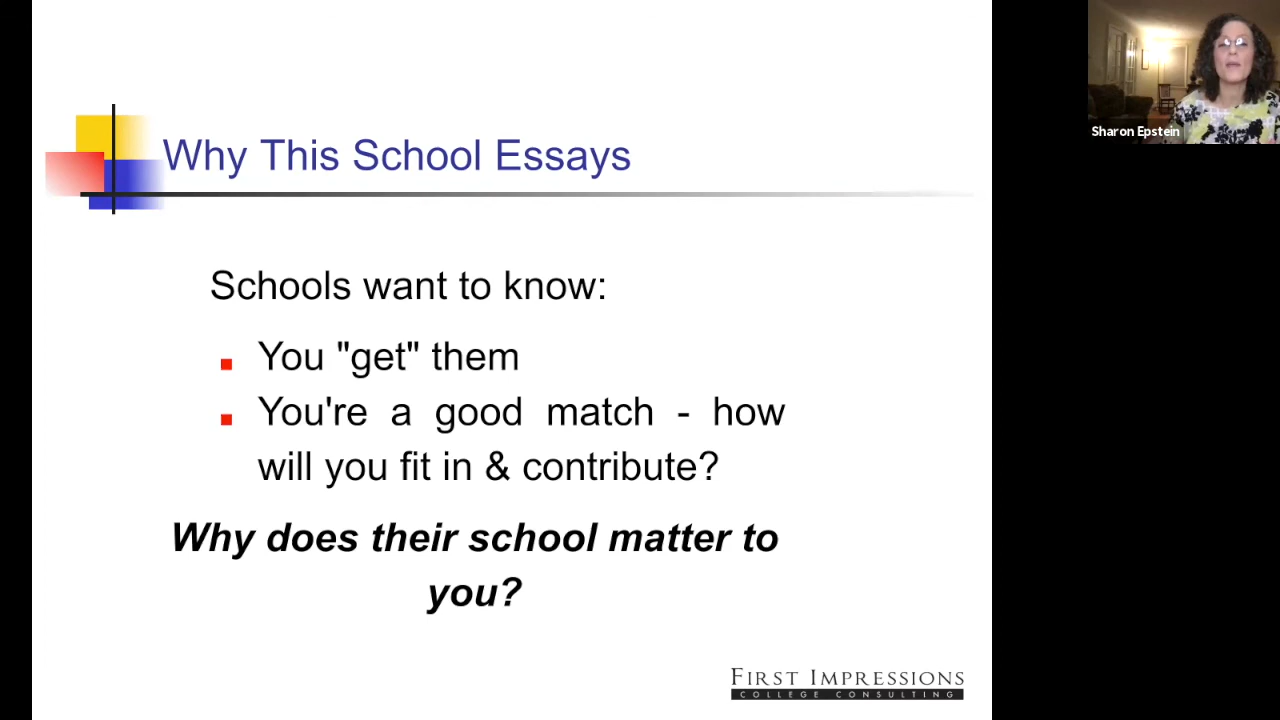 Why This School Essays
Schools want to know:
You "get" them
You're a good match - how
will you fit in & contribute?
Why does their school matter to
you?
FIRST IMPRESSIONS
COLLEGE CONSULTING
Sharon Epstein